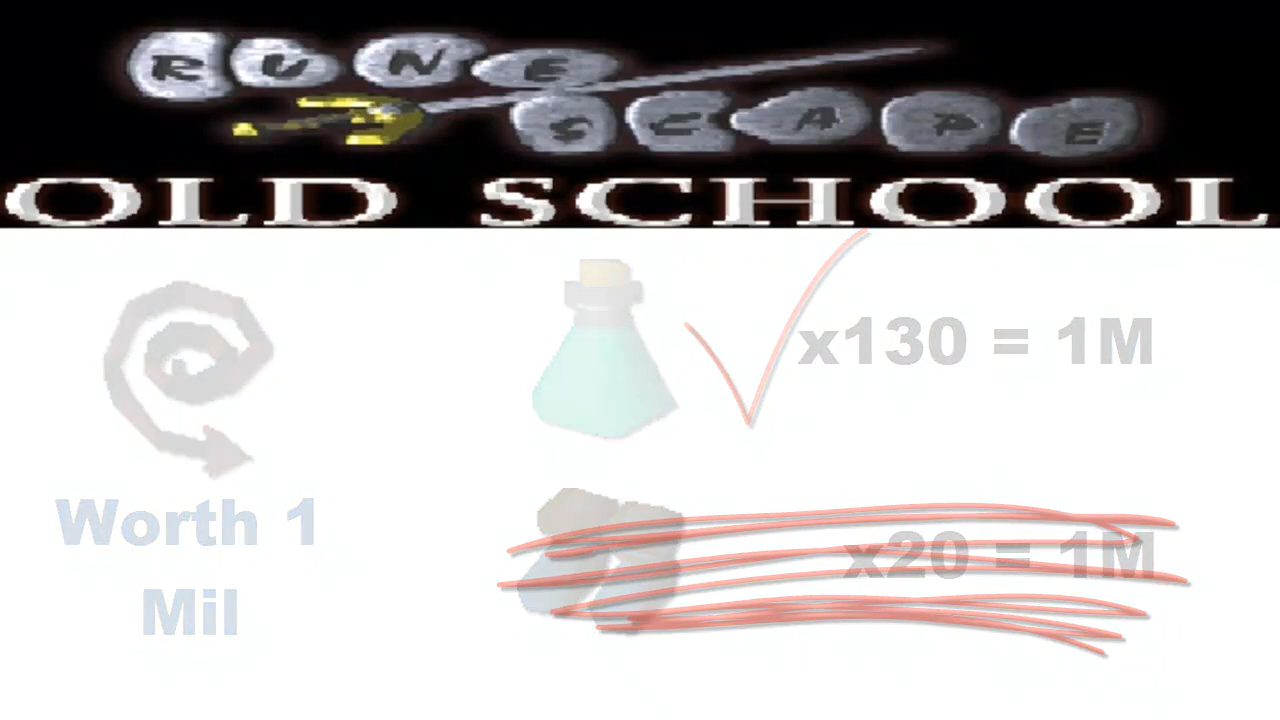 RUNE
SCAPE
OLD SCHOOL
x130 = 1M
Worth 1
Mil
x20 = 1M